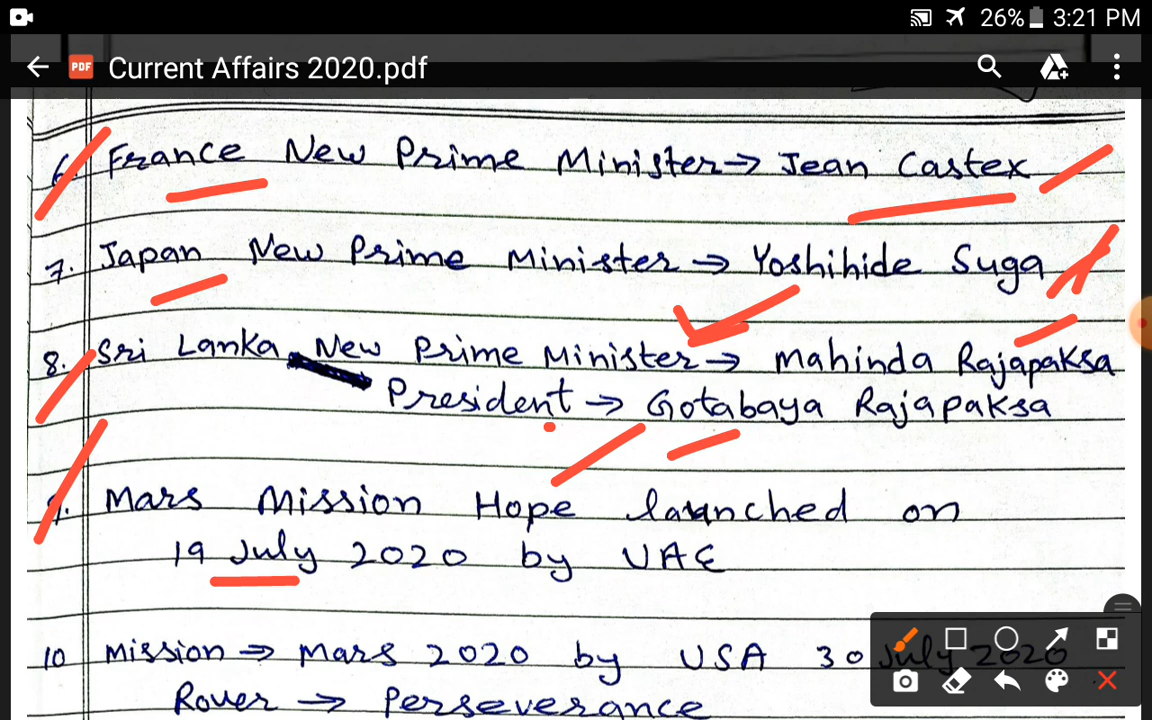 26% 3:21 PM
PDF Current Affairs 2020.pdf
6. France New Prime Minister → Jean Castex
7. Japan New Prime Minister → Yoshihide Suga
8. Sri Lanka New Prime Minister → Mahinda Rajapaksa
President → Gotabaya Rajapaksa
9. Mars Mission Hope launched on
19 July 2020 by UAE
10 Mission → Mars 2020 by USA 30 July 2020
Rover → Perseverance